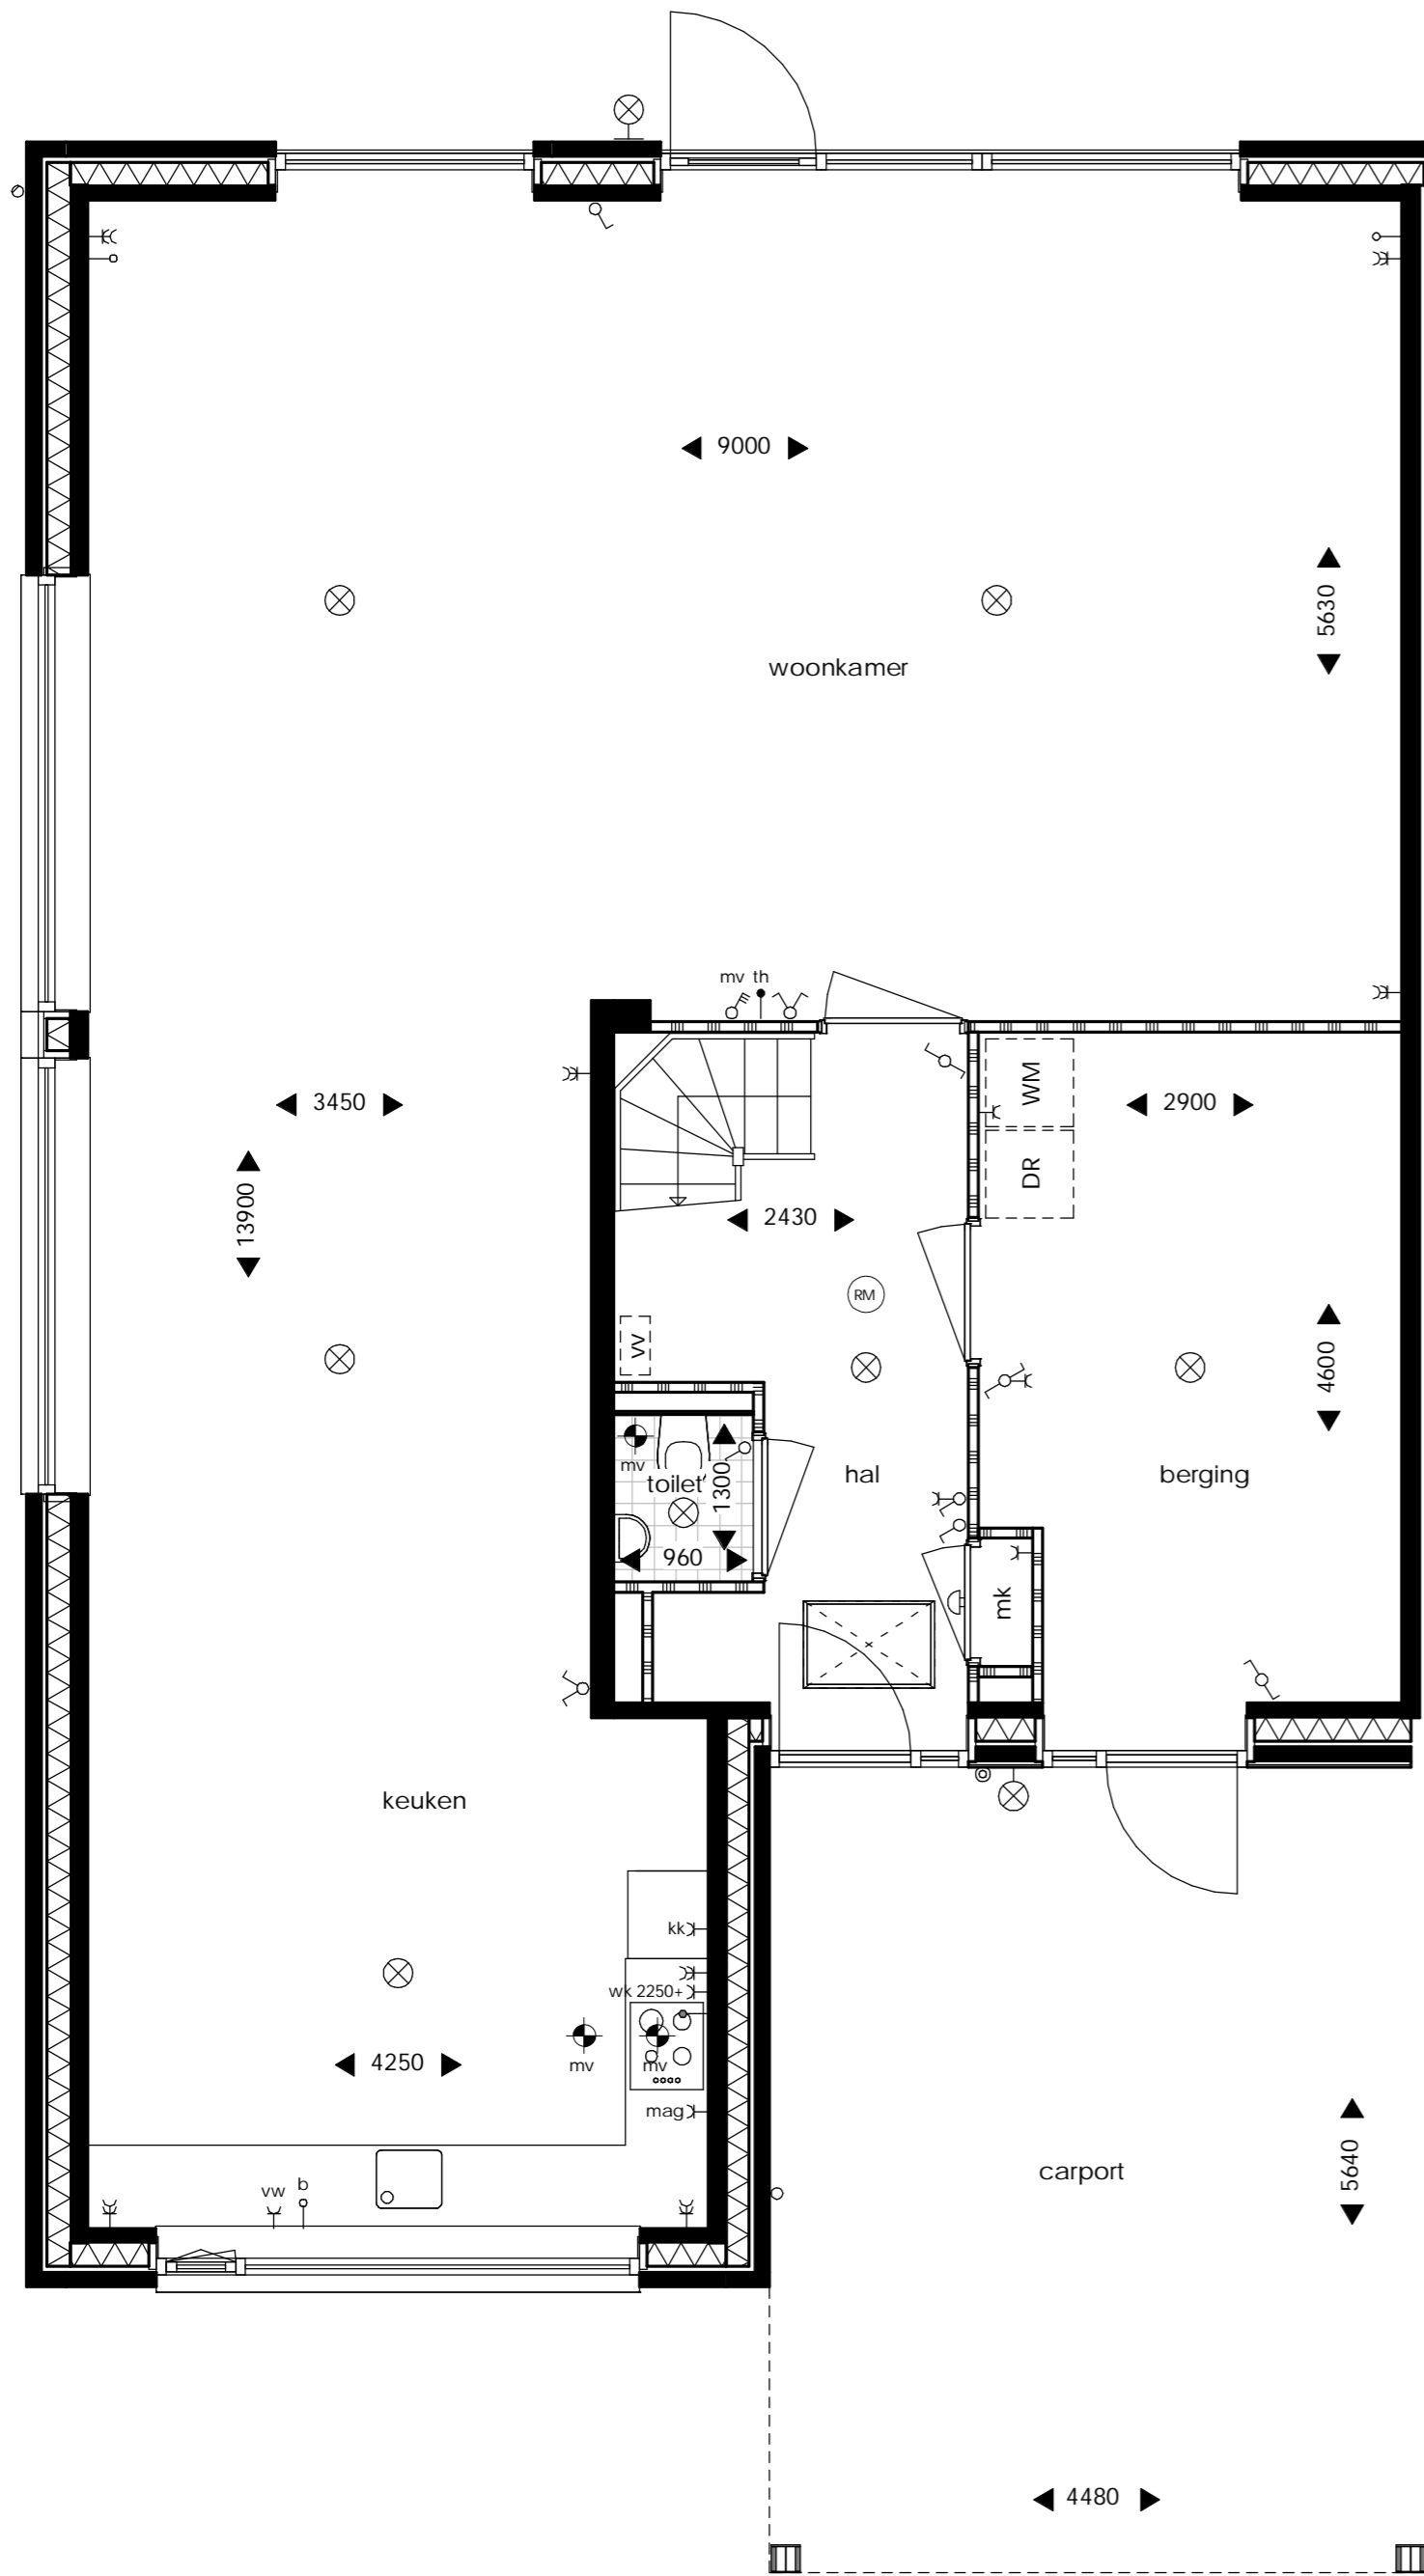 9000
5630
woonkamer
mv th
3450
2900
WM
DR
13900
2430
RM
vv
4600
mv
toilet
1300
hal
berging
960
mk
keuken
kk
wk 2250+
mv
mv
4250
mag
carport
5640
vw
b
4480